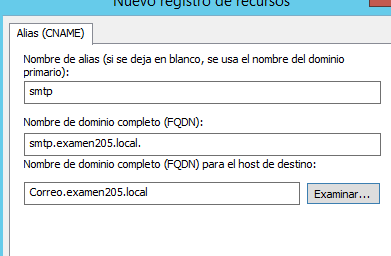 Nuevo registro de recursos
Alias (CNAME)
Nombre de alias (si se deja en blanco, se usa el nombre del dominio
primario):
smtp
Nombre de dominio completo (FQDN):
smtp.examen205.local.
Nombre de dominio completo (FQDN) para el host de destino:
Correo.examen205.local
Examinar...